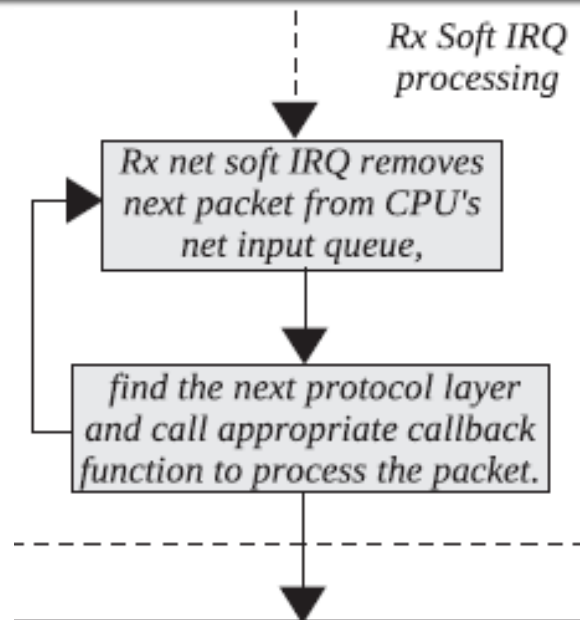 Rx Soft IRQ
processing
Rx net soft IRQ removes
next packet from CPU's
net input queue,
find the next protocol layer
and call appropriate callback
function to process the packet.